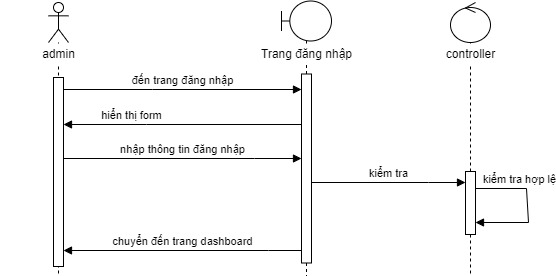 admin
Trang đăng nhập
controller
đến trang đăng nhập
hiển thị form
nhập thông tin đăng nhập
kiểm tra
kiểm tra hợp lệ
chuyển đến trang dashboard